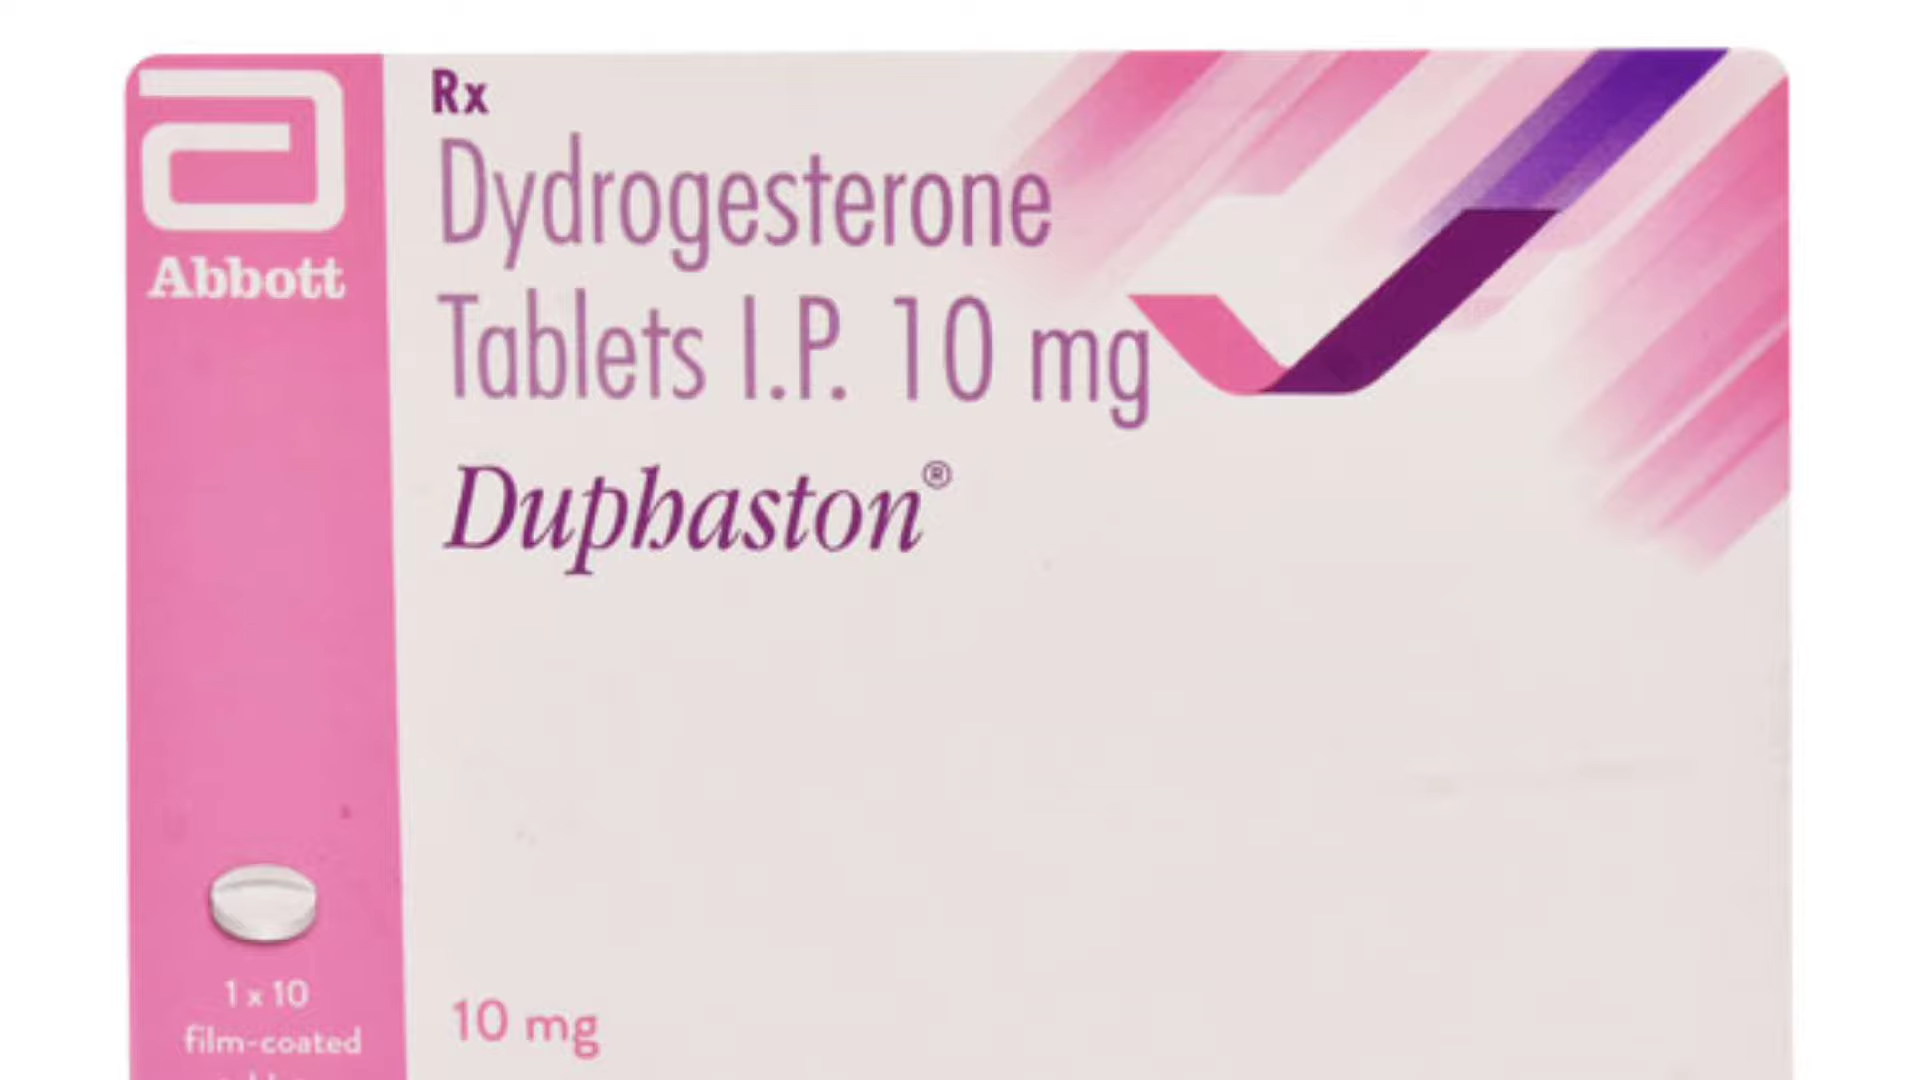 Abbott
Rx
Dydrogesterone
Tablets I.P. 10 mg
Duphaston®
1 x 10
film-coated
10 mg